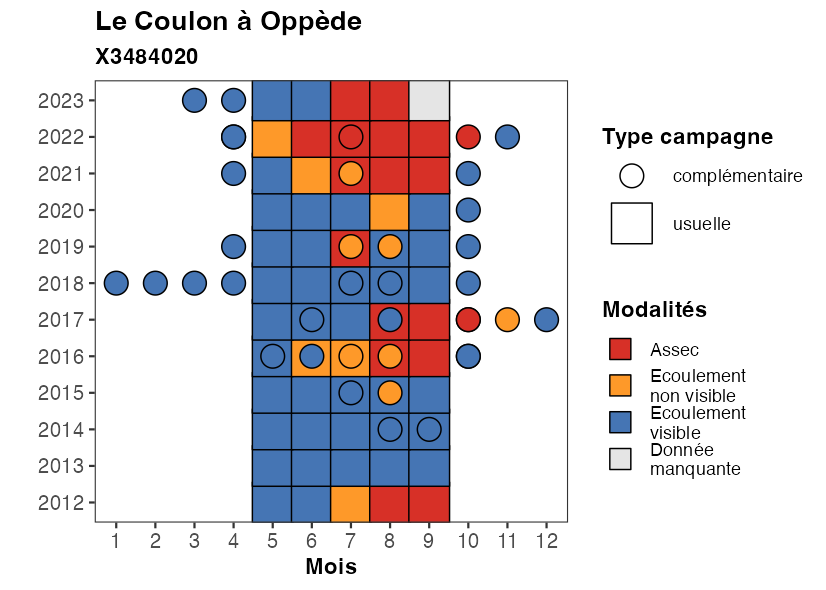 Le Coulon à Oppède
X3484020
2023
2022
2021
2020
2019
2018
2017
2016
2015
2014
2013
2012
1 2 3 4 5 6 7 8 9 10 11 12
Mois
Type campagne
complémentaire
usuelle
Modalités
Assec
Ecoulement
non visible
Ecoulement
visible
Donnée
manquante